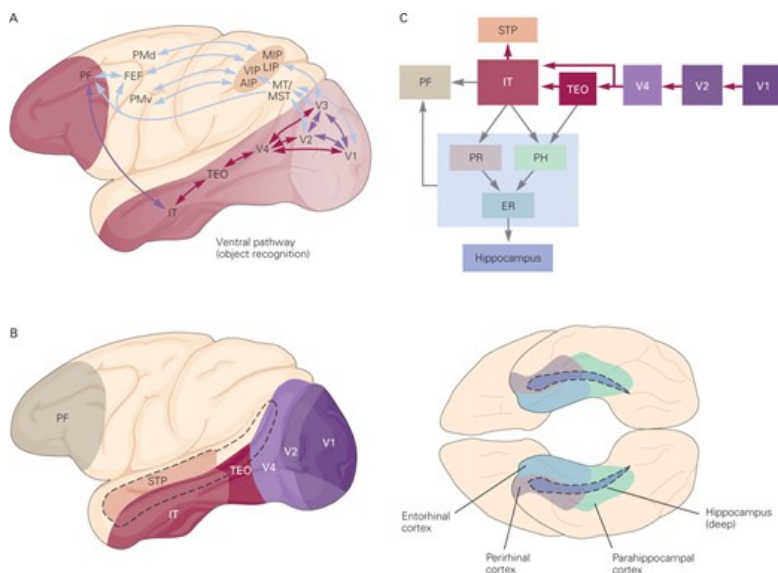 A
PMd
MIP
LIP
VIP
AIP
PF
FEF
MT/
MST
PMv
V3
V2
V4
V1
TEO
IT
Ventral pathway
(object recognition)
C
STP
PF
IT
TEO
V4
V2
V1
PR
PH
ER
Hippocampus
B
PF
V1
V2
V4
TEO
STP
IT
Entorhinal
cortex
Perirhinal
cortex
Parahippocampal
cortex
Hippocampus
(deep)